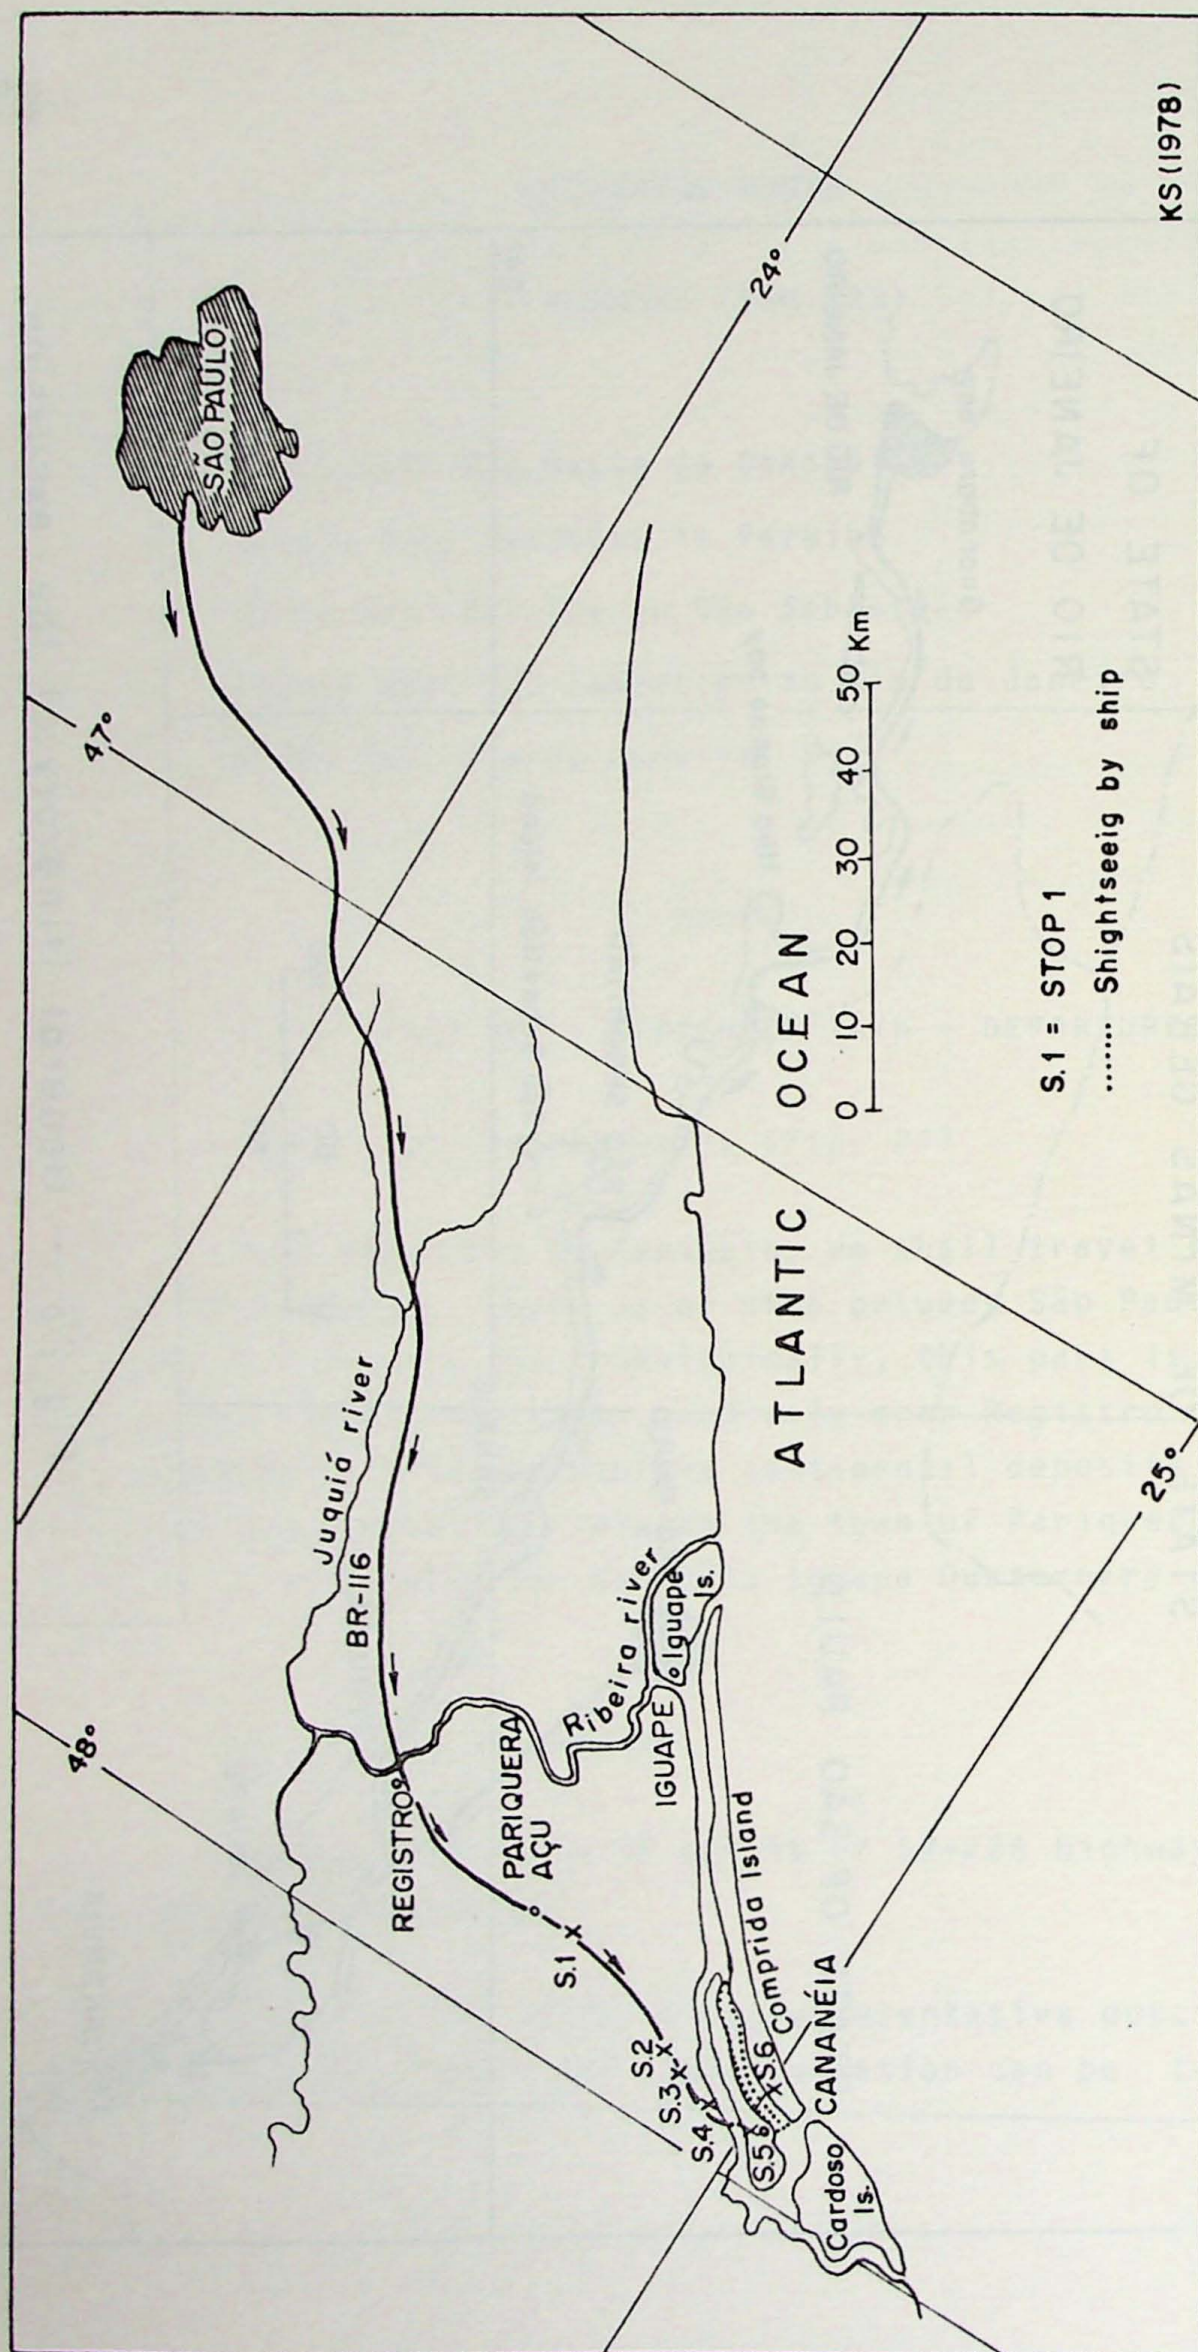 SÃO PAULO
47°
24°
48°
25°
Juquiá river
BR-116
REGISTRO
PARIQUERA
AÇU
Ribeira river
IGUAPE
Iguape
Is.
Comprida Island
CANANÉIA
Cardoso
Is.
S.1
S.2
S.3
S.4
S.5
S.6
ATLANTIC OCEAN
0 10 20 30 40 50 Km
S.1 = STOP 1
....... Shightseeig by ship
KS (1978)